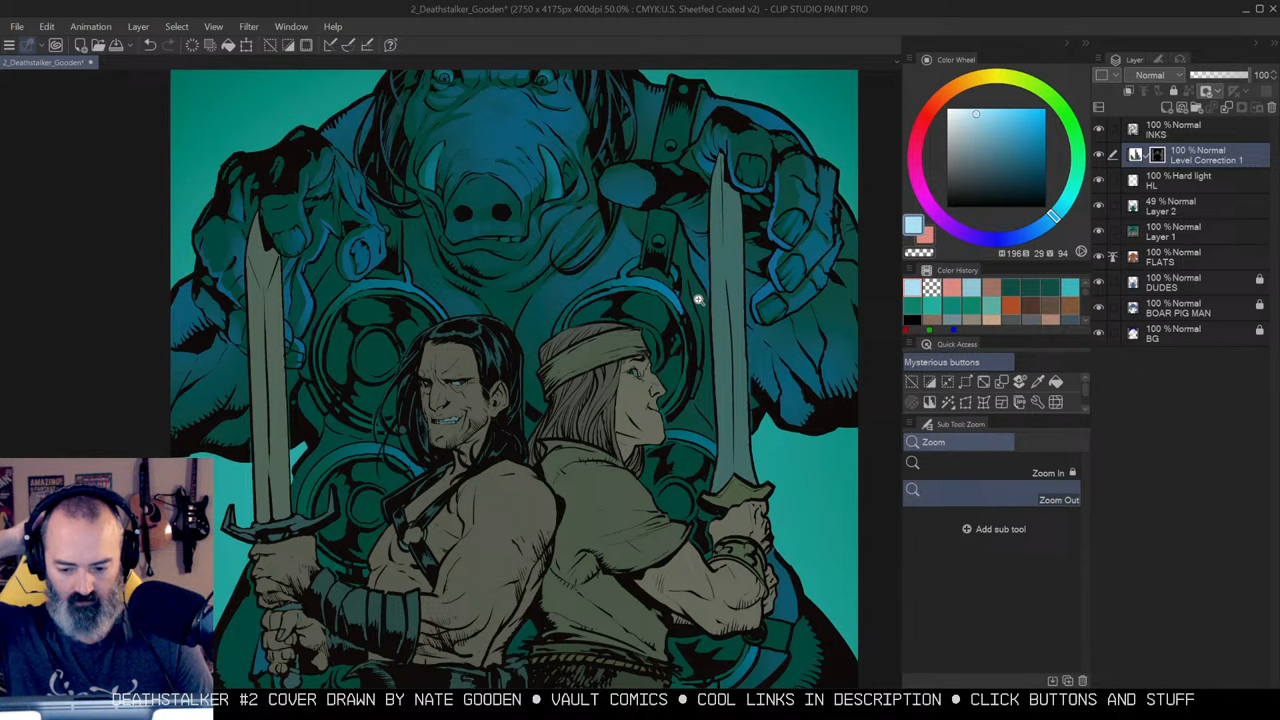 2_Deathstalker_Gooden* (2750 x 4175px 400dpi 50.0% : CMYK:U.S. Sheetfed Coated v2) - CLIP STUDIO PAINT PRO
File Edit Animation Layer Select View Filter Window Help
2_Deathstalker_Gooden*
Color Wheel
H 196 S 29 V 94
Color History
Quick Access
Mysterious buttons
Sub Tool: Zoom
Zoom
Zoom In
Zoom Out
Add sub tool
Layer
Normal 100
100 % Normal
INKS
100 % Normal
Level Correction 1
100 % Hard light
HL
49 % Normal
Layer 2
100 % Normal
Layer 1
100 % Normal
FLATS
100 % Normal
DUDES
100 % Normal
BOAR PIG MAN
100 % Normal
BG
AMAZING
DEATHSTALKER #2 COVER DRAWN BY NATE GOODEN • VAULT COMICS • COOL LINKS IN DESCRIPTION • CLICK BUTTONS AND STUFF